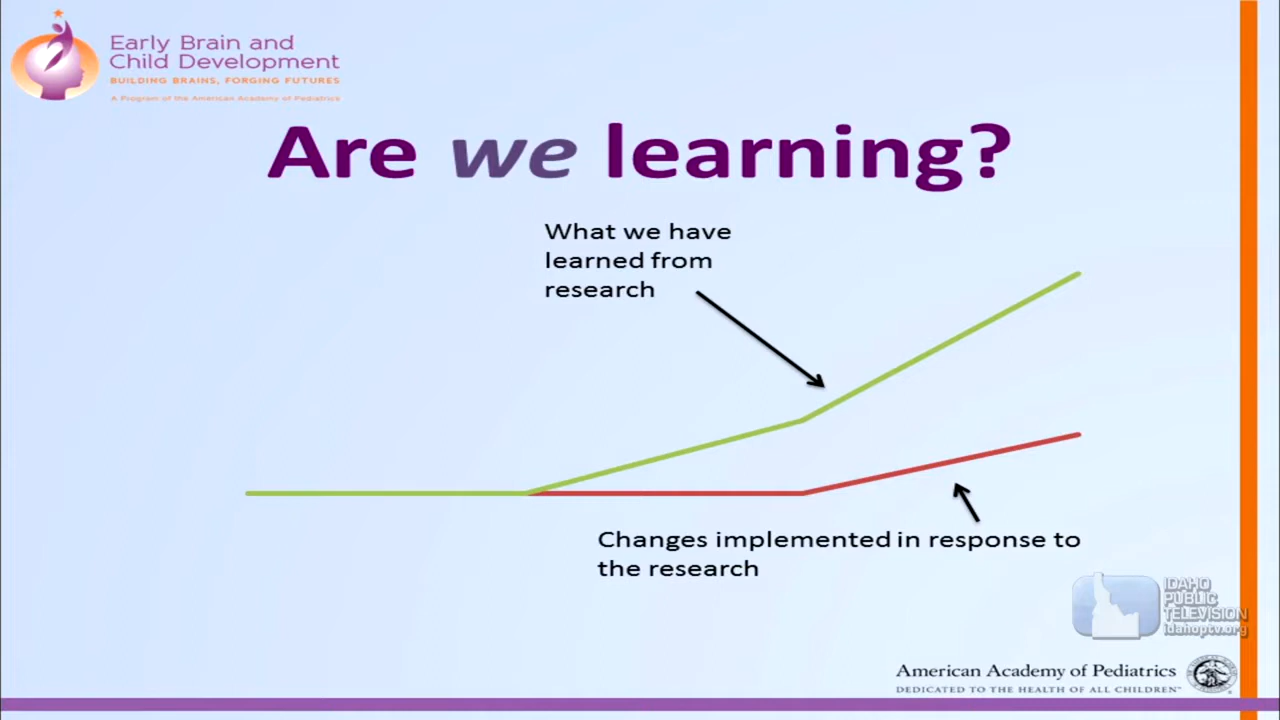 Early Brain and
Child Development
BUILDING BRAINS, FORGING FUTURES
A Program of the American Academy of Pediatrics
Are we learning?
What we have
learned from
research
Changes implemented in response to
the research
IDAHO
PUBLIC
TELEVISION
idahoptv.org
American Academy of Pediatrics
DEDICATED TO THE HEALTH OF ALL CHILDREN™